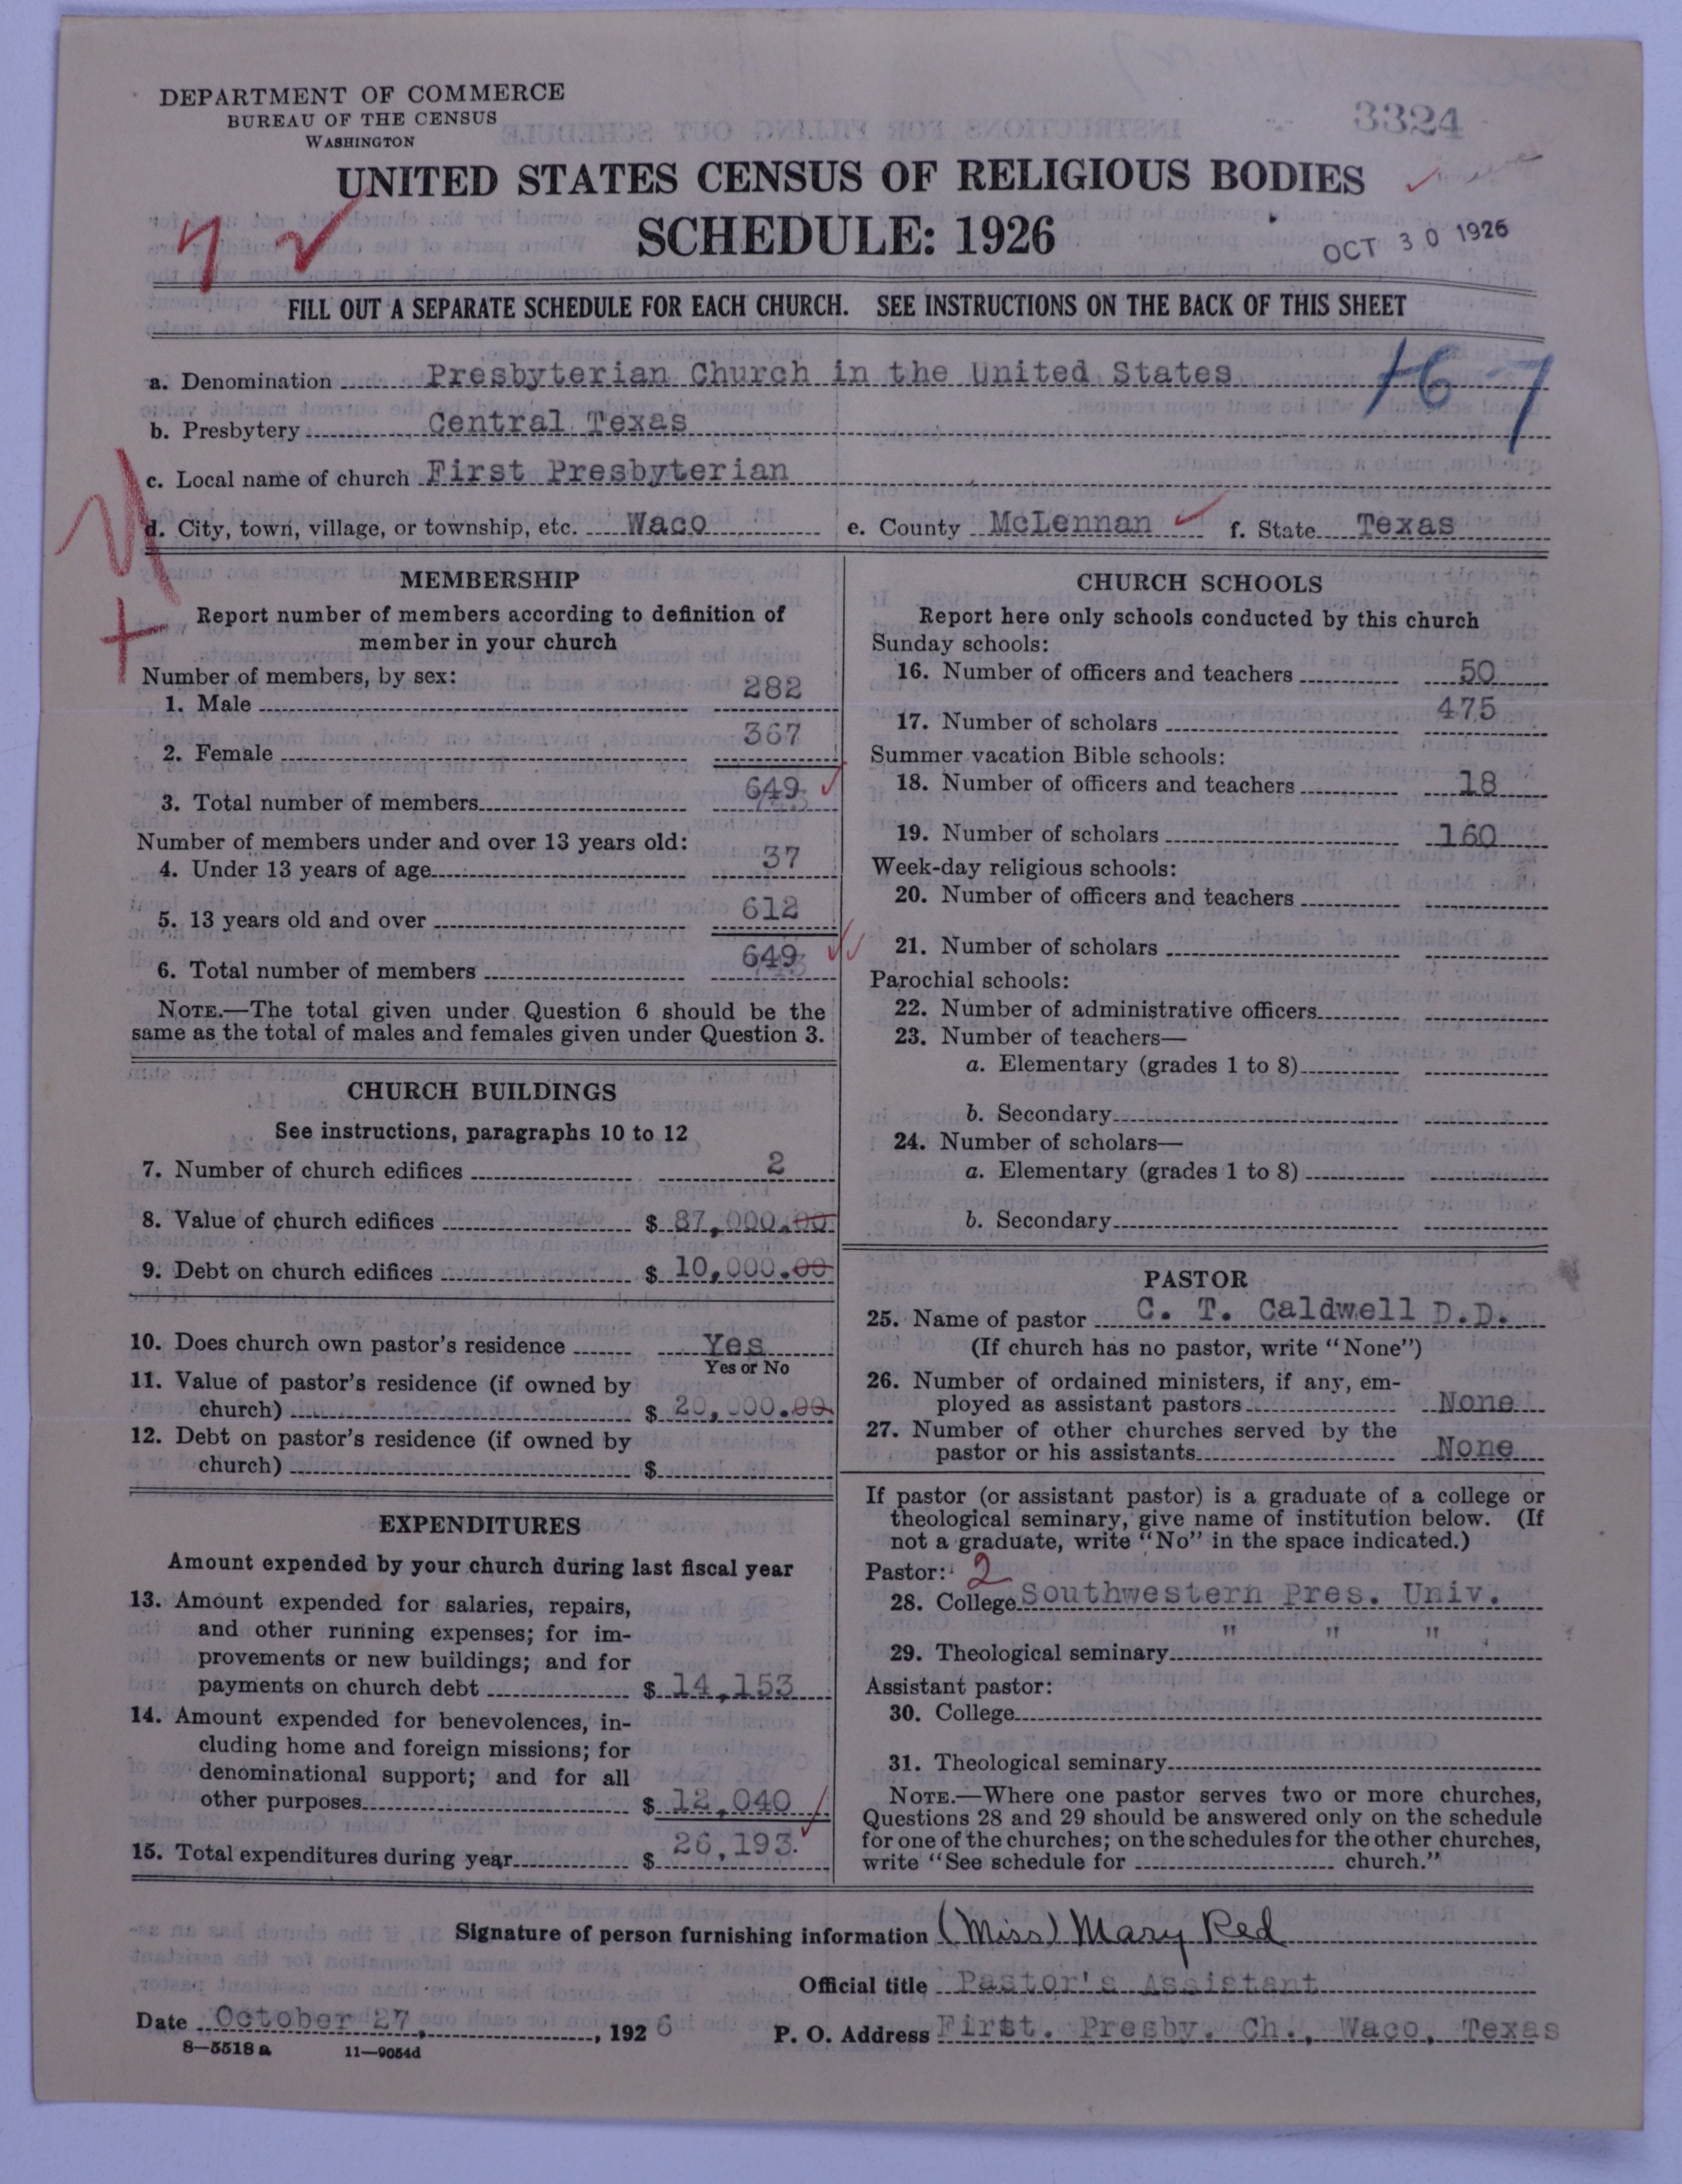 DEPARTMENT OF COMMERCE
BUREAU OF THE CENSUS
WASHINGTON
3324
UNITED STATES CENSUS OF RELIGIOUS BODIES
SCHEDULE: 1926
OCT 30 1926
FILL OUT A SEPARATE SCHEDULE FOR EACH CHURCH. SEE INSTRUCTIONS ON THE BACK OF THIS SHEET
a. Denomination Presbyterian Church in the United States
b. Presbytery Central Texas
c. Local name of church First Presbyterian
d. City, town, village, or township, etc. Waco e. County McLennan f. State Texas
MEMBERSHIP
Report number of members according to definition of
member in your church
Number of members, by sex:
1. Male 282
2. Female 367
3. Total number of members 649
Number of members under and over 13 years old:
4. Under 13 years of age 37
5. 13 years old and over 612
6. Total number of members 649
NOTE.—The total given under Question 6 should be the
same as the total of males and females given under Question 3.
CHURCH BUILDINGS
See instructions, paragraphs 10 to 12
7. Number of church edifices 2
8. Value of church edifices $ 87,000.00
9. Debt on church edifices $ 10,000.00
10. Does church own pastor's residence Yes
Yes or No
11. Value of pastor's residence (if owned by
church) $ 20,000.00
12. Debt on pastor's residence (if owned by
church) $
EXPENDITURES
Amount expended by your church during last fiscal year
13. Amount expended for salaries, repairs,
and other running expenses; for im-
provements or new buildings; and for
payments on church debt $ 14,153
14. Amount expended for benevolences, in-
cluding home and foreign missions; for
denominational support; and for all
other purposes $ 12,040
15. Total expenditures during year $ 26,193.
CHURCH SCHOOLS
Report here only schools conducted by this church
Sunday schools:
16. Number of officers and teachers 50
17. Number of scholars 475
Summer vacation Bible schools:
18. Number of officers and teachers 18
19. Number of scholars 160
Week-day religious schools:
20. Number of officers and teachers
21. Number of scholars
Parochial schools:
22. Number of administrative officers
23. Number of teachers—
a. Elementary (grades 1 to 8)
b. Secondary
24. Number of scholars—
a. Elementary (grades 1 to 8)
b. Secondary
PASTOR
25. Name of pastor C. T. Caldwell D.D.
(If church has no pastor, write "None")
26. Number of ordained ministers, if any, em-
ployed as assistant pastors None
27. Number of other churches served by the
pastor or his assistants None
If pastor (or assistant pastor) is a graduate of a college or
theological seminary, give name of institution below. (If
not a graduate, write "No" in the space indicated.)
Pastor: 2
28. College Southwestern Pres. Univ.
29. Theological seminary " " "
Assistant pastor:
30. College
31. Theological seminary
NOTE.—Where one pastor serves two or more churches,
Questions 28 and 29 should be answered only on the schedule
for one of the churches; on the schedules for the other churches,
write "See schedule for church."
Signature of person furnishing information (Miss) Mary Red
Official title Pastor's Assistant
Date October 27, 1926
P. O. Address First. Presby. Ch., Waco, Texas
8—5518 a 11—9054d